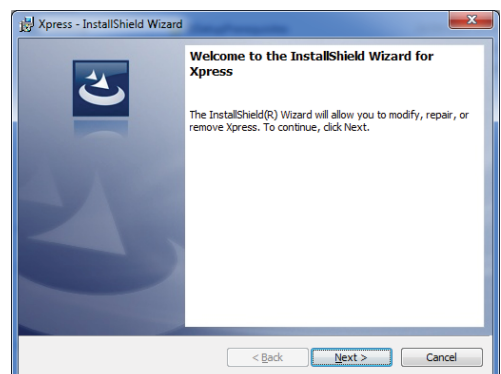 Xpress - InstallShield Wizard
Welcome to the InstallShield Wizard for
Xpress
The InstallShield(R) Wizard will allow you to modify, repair, or
remove Xpress. To continue, click Next.
< Back
Next >
Cancel